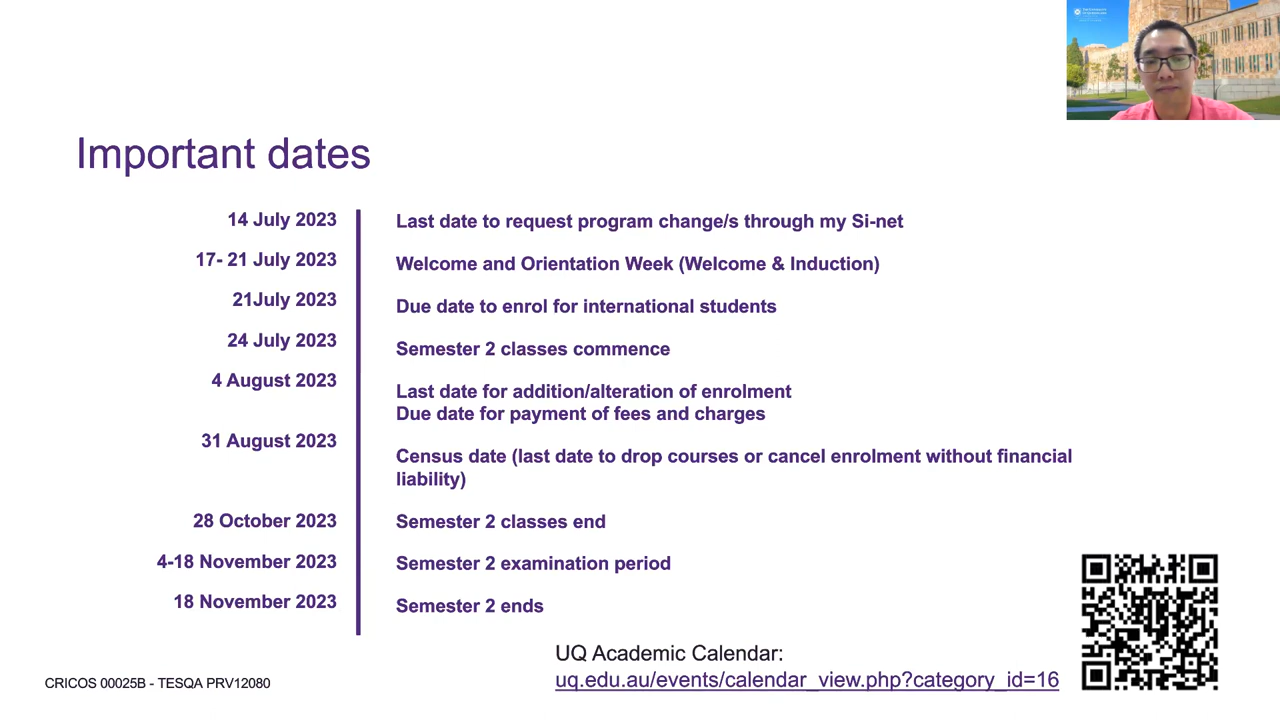 Important dates
14 July 2023 Last date to request program change/s through my Si-net
17- 21 July 2023 Welcome and Orientation Week (Welcome & Induction)
21July 2023 Due date to enrol for international students
24 July 2023 Semester 2 classes commence
4 August 2023 Last date for addition/alteration of enrolment
Due date for payment of fees and charges
31 August 2023 Census date (last date to drop courses or cancel enrolment without financial
liability)
28 October 2023 Semester 2 classes end
4-18 November 2023 Semester 2 examination period
18 November 2023 Semester 2 ends
UQ Academic Calendar:
uq.edu.au/events/calendar_view.php?category_id=16
CRICOS 00025B - TESQA PRV12080